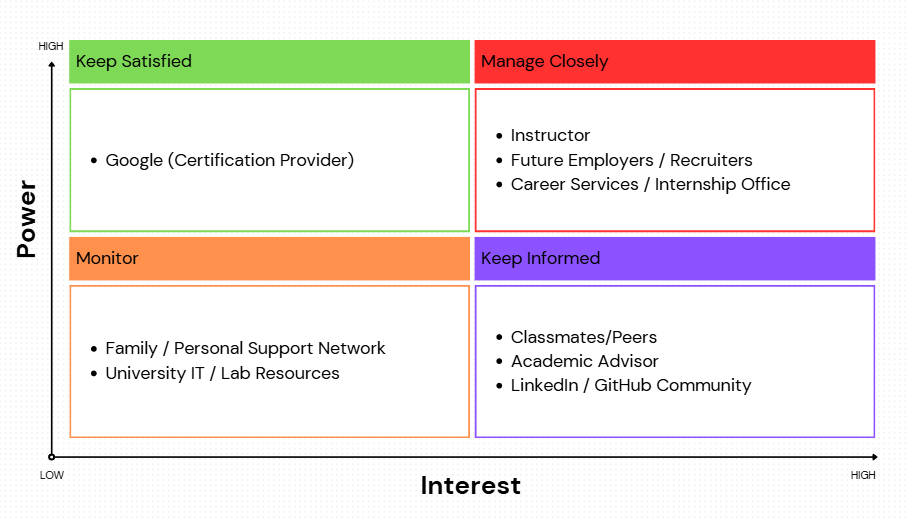 HIGH
Keep Satisfied
Manage Closely
• Google (Certification Provider)
• Instructor
• Future Employers / Recruiters
• Career Services / Internship Office
Power
Monitor
Keep Informed
• Family / Personal Support Network
• University IT / Lab Resources
• Classmates/Peers
• Academic Advisor
• LinkedIn / GitHub Community
LOW
Interest
HIGH